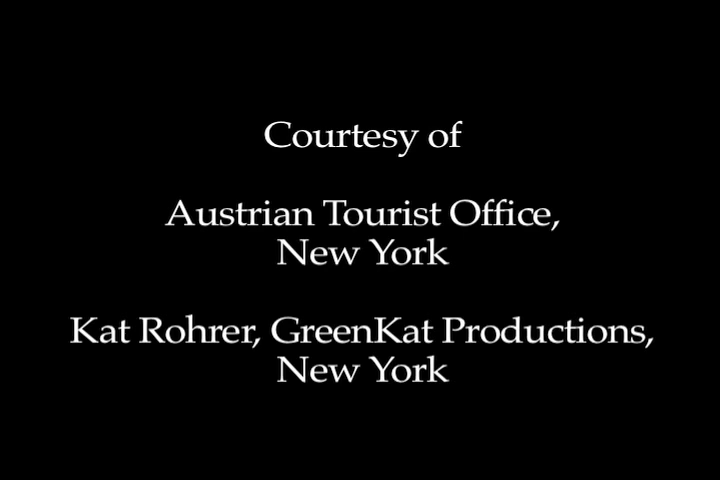 Courtesy of
Austrian Tourist Office,
New York
Kat Rohrer, GreenKat Productions,
New York